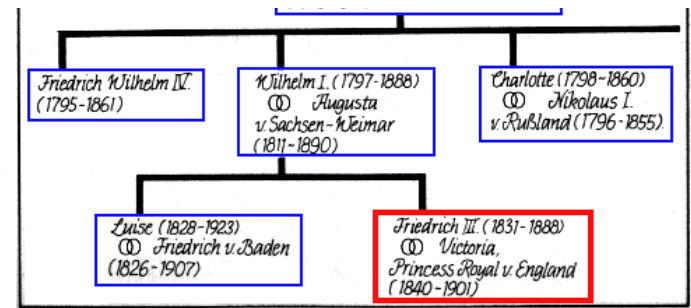 Friedrich Wilhelm IV.
(1795-1861)
Wilhelm I. (1797-1888)
⚭ Augusta
v. Sachsen-Weimar
(1811-1890)
Charlotte (1798-1860)
⚭ Nikolaus I.
v. Rußland (1796-1855).
Luise (1828-1923)
⚭ Friedrich v. Baden
(1826-1907)
Friedrich III. (1831-1888)
⚭ Victoria,
Princess Royal v. England
(1840-1901)